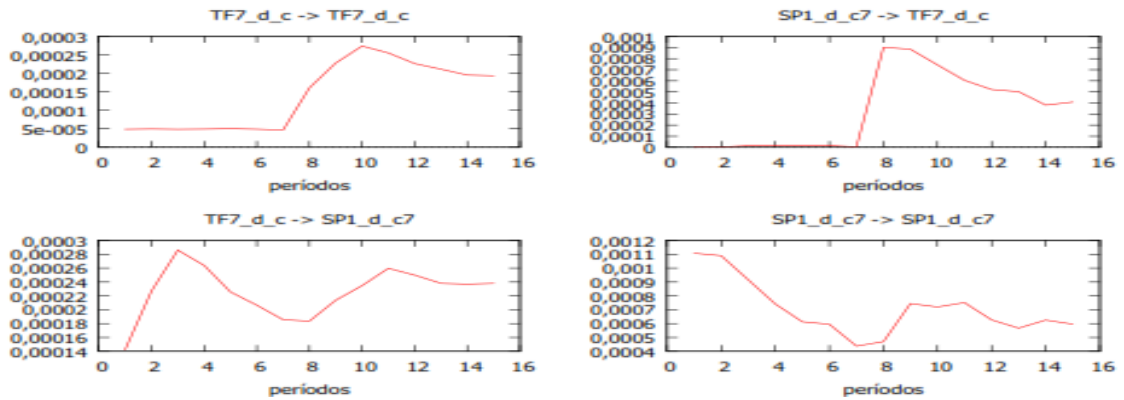 TF7_d_c -> TF7_d_c
0,0003
0,00025
0,0002
0,00015
0,0001
5e-005
0
0 2 4 6 8 10 12 14 16
períodos
SP1_d_c7 -> TF7_d_c
0,001
0,0009
0,0008
0,0007
0,0006
0,0005
0,0004
0,0003
0,0002
0,0001
0
0 2 4 6 8 10 12 14 16
períodos
TF7_d_c -> SP1_d_c7
0,0003
0,00028
0,00026
0,00024
0,00022
0,0002
0,00018
0,00016
0,00014
0 2 4 6 8 10 12 14 16
períodos
SP1_d_c7 -> SP1_d_c7
0,0012
0,0011
0,001
0,0009
0,0008
0,0007
0,0006
0,0005
0,0004
0 2 4 6 8 10 12 14 16
períodos